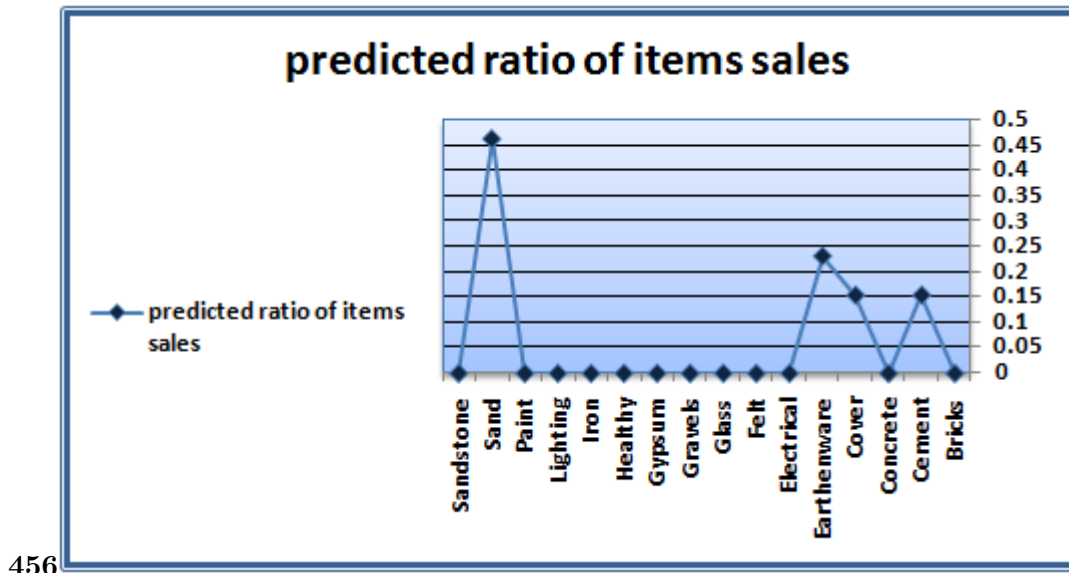 predicted ratio of items sales
0.5
0.45
0.4
0.35
0.3
0.25
0.2
0.15
0.1
0.05
0
predicted ratio of items
sales
Sandstone
Sand
Paint
Lighting
Iron
Healthy
Gypsum
Gravels
Glass
Felt
Electrical
Earthenware
Cover
Concrete
Cement
Bricks
456